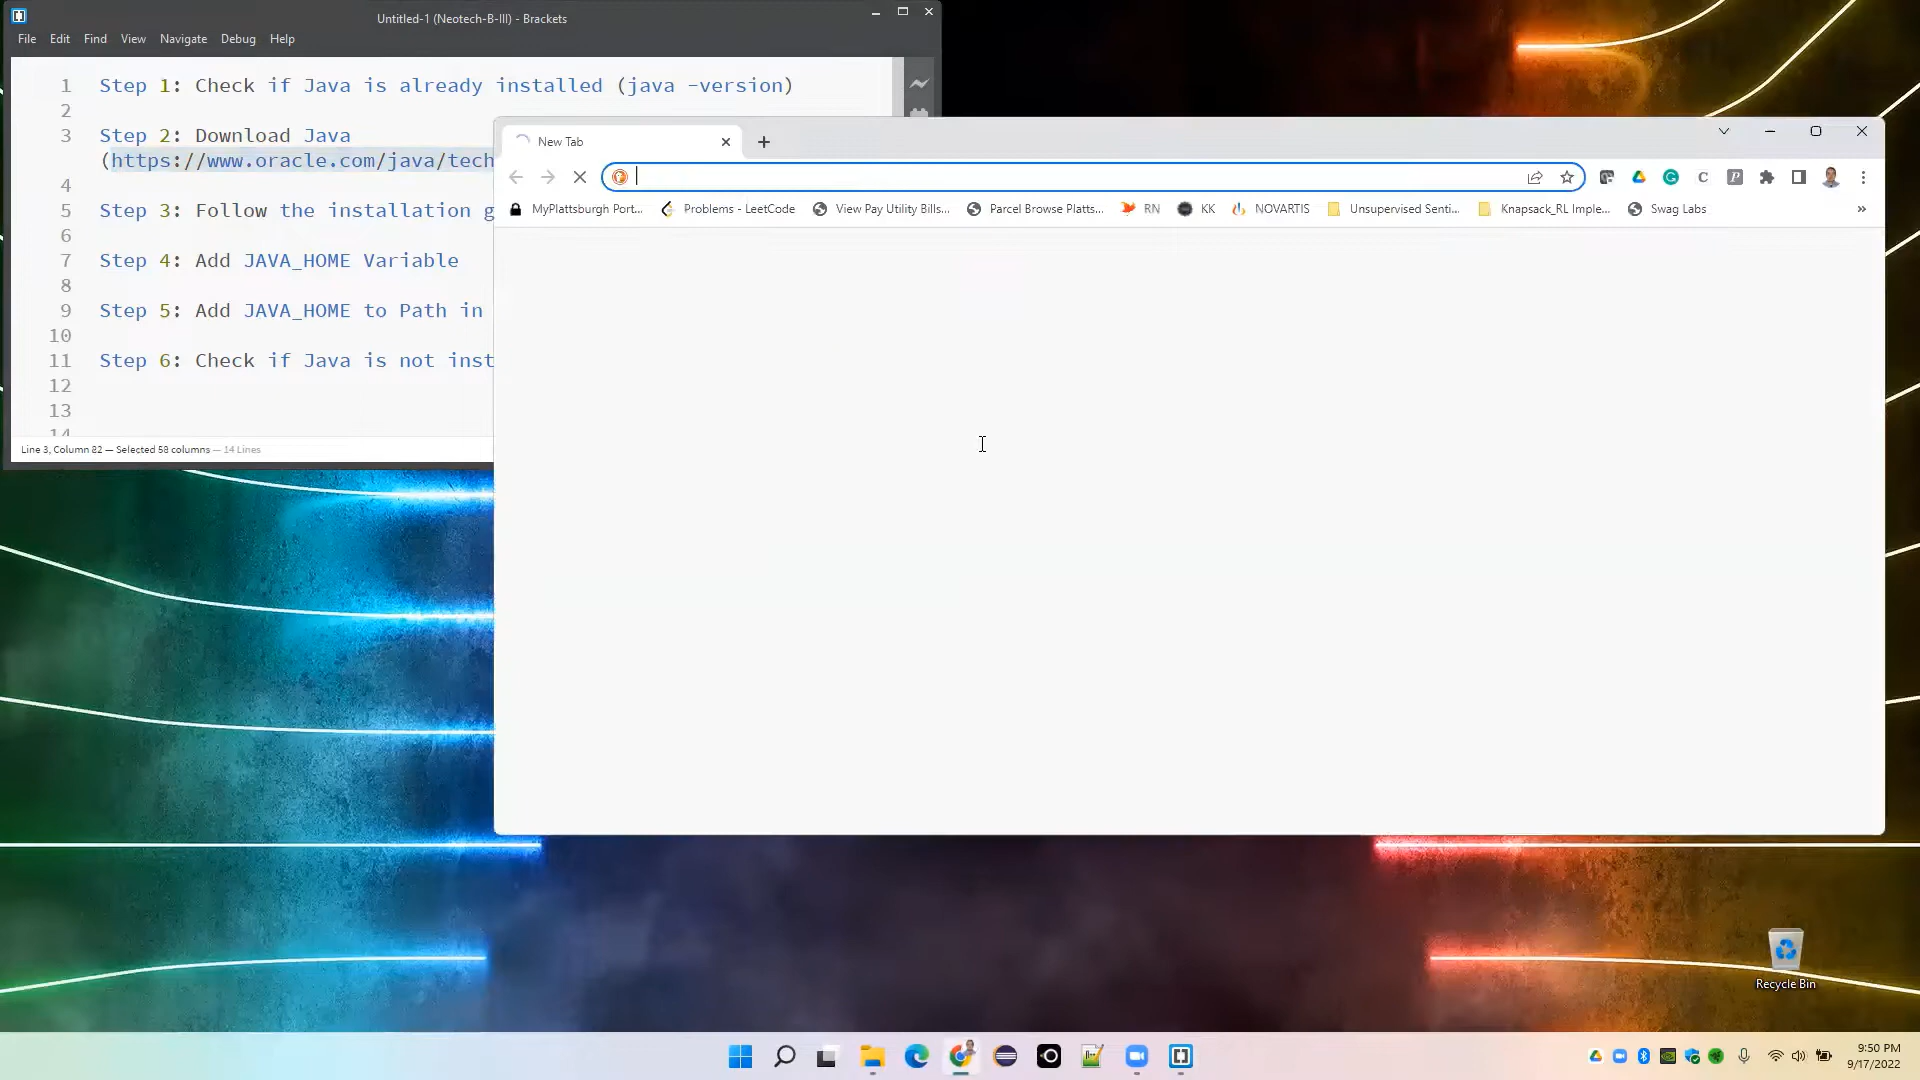 Untitled-1 (Neotech-B-III) - Brackets
File Edit Find View Navigate Debug Help
1 Step 1: Check if Java is already installed (java -version)
2
3 Step 2: Download Java
(https://www.oracle.com/java/tech
4
5 Step 3: Follow the installation g
6
7 Step 4: Add JAVA_HOME Variable
8
9 Step 5: Add JAVA_HOME to Path in
10
11 Step 6: Check if Java is not inst
12
13
14
Line 3, Column 82 — Selected 58 columns — 14 Lines
New Tab
MyPlattsburgh Port... Problems - LeetCode View Pay Utility Bills... Parcel Browse Platts... RN KK NOVARTIS Unsupervised Senti... Knapsack_RL Imple... Swag Labs »
Recycle Bin
9:50 PM
9/17/2022